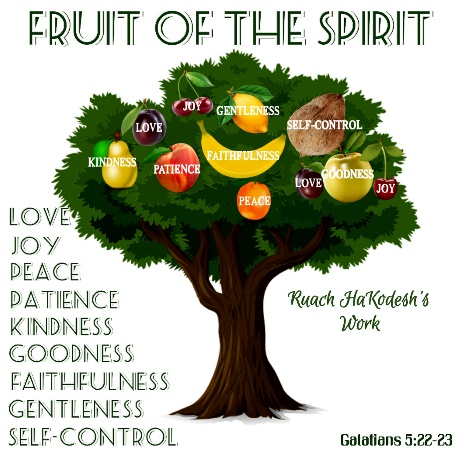 FRUIT OF THE SPIRIT
JOY
GENTLENESS
LOVE
SELF-CONTROL
KINDNESS
PATIENCE
FAITHFULNESS
LOVE
GOODNESS
JOY
PEACE
LOVE
JOY
PEACE
PATIENCE
KINDNESS
GOODNESS
FAITHFULNESS
GENTLENESS
SELF-CONTROL
Ruach HaKodesh's
Work
Galatians 5:22-23